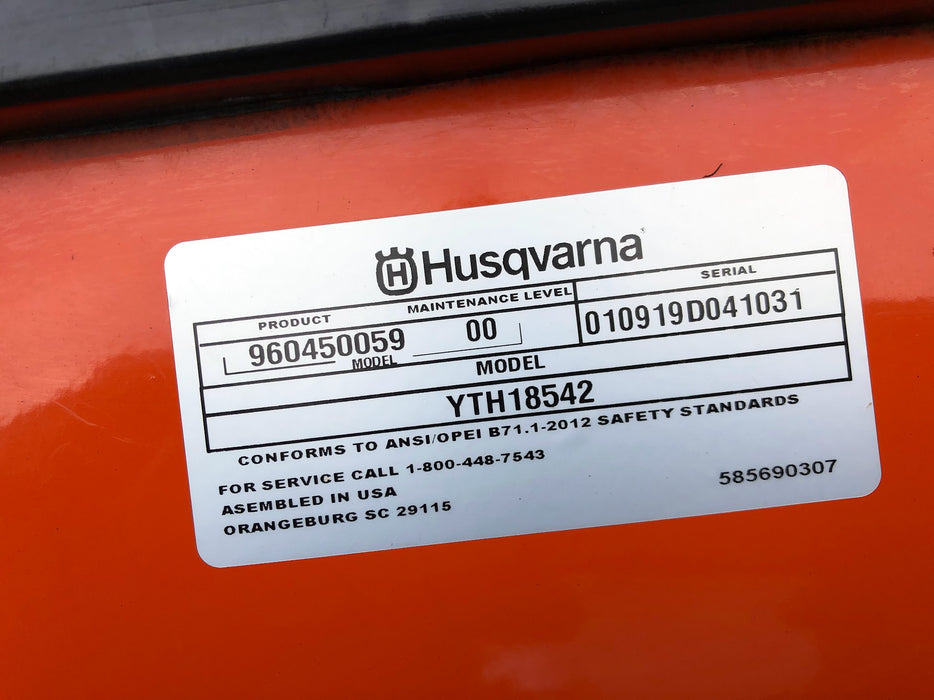 Husqvarna
PRODUCT MAINTENANCE LEVEL SERIAL
960450059 00 010919D041031
MODEL
MODEL
YTH18542
CONFORMS TO ANSI/OPEI B71.1-2012 SAFETY STANDARDS
FOR SERVICE CALL 1-800-448-7543
ASEMBLED IN USA
ORANGEBURG SC 29115
585690307